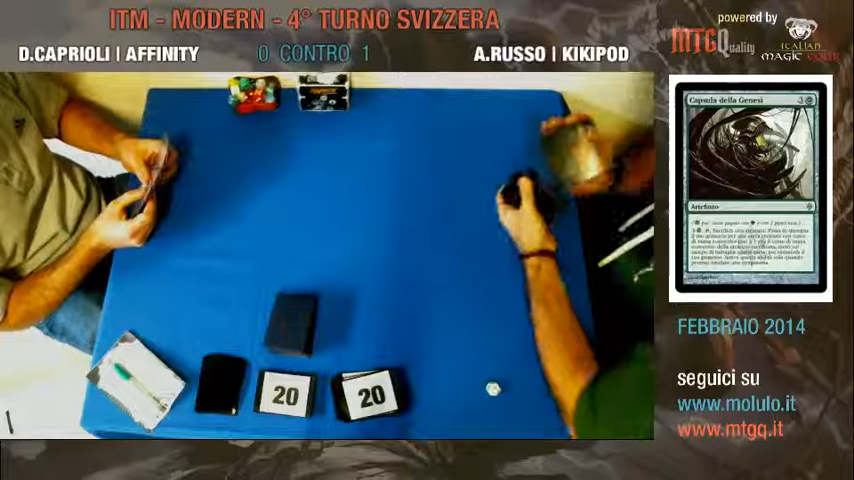 ITM - MODERN - 4° TURNO SVIZZERA
D.CAPRIOLI | AFFINITY
0 CONTRO 1
A.RUSSO | KIKIPOD
powered by
MTGQuality
ITALIAN
MAGIC
Capsula della Genesi
Artefatto
20
20
FEBBRAIO 2014
seguici su
www.molulo.it
www.mtgq.it